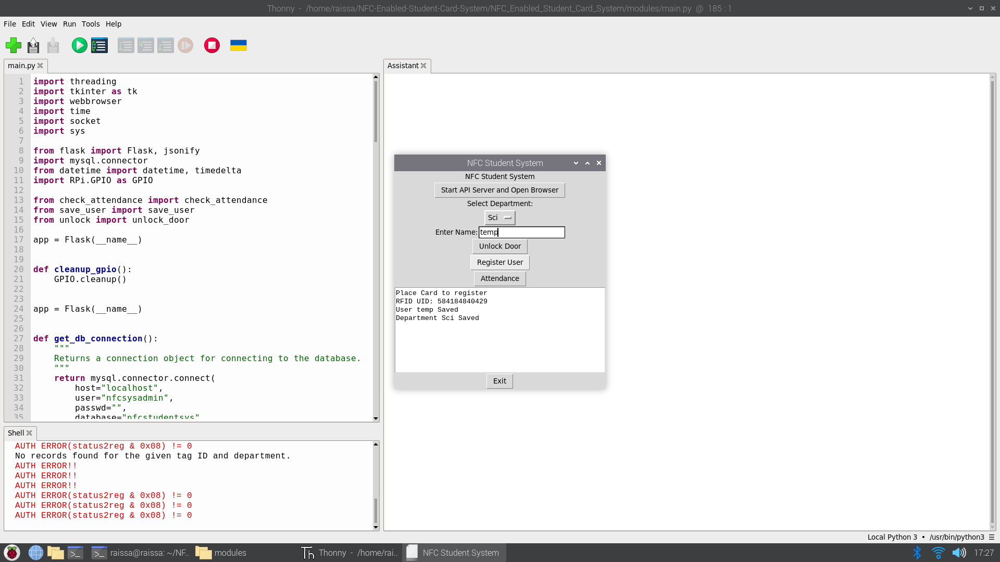 Thonny - /home/raissa/NFC-Enabled-Student-Card-System/NFC_Enabled_Student_Card_System/modules/main.py @ 185 : 1
File Edit View Run Tools Help
main.py
1 import threading
2 import tkinter as tk
3 import webbrowser
4 import time
5 import socket
6 import sys
7
8 from flask import Flask, jsonify
9 import mysql.connector
10 from datetime import datetime, timedelta
11 import RPi.GPIO as GPIO
12
13 from check_attendance import check_attendance
14 from save_user import save_user
15 from unlock import unlock_door
16
17 app = Flask(__name__)
18
19
20 def cleanup_gpio():
21 GPIO.cleanup()
22
23
24 app = Flask(__name__)
25
26
27 def get_db_connection():
28 """
29 Returns a connection object for connecting to the database.
30 """
31 return mysql.connector.connect(
32 host="localhost",
33 user="nfcsysadmin",
34 passwd="",
35 database="nfcstudentsys"
Shell
AUTH ERROR(status2reg & 0x08) != 0
No records found for the given tag ID and department.
AUTH ERROR!!
AUTH ERROR!!
AUTH ERROR!!
AUTH ERROR(status2reg & 0x08) != 0
AUTH ERROR(status2reg & 0x08) != 0
AUTH ERROR(status2reg & 0x08) != 0
Assistant
NFC Student System
NFC Student System
Start API Server and Open Browser
Select Department:
Sci
Enter Name: temp
Unlock Door
Register User
Attendance
Place Card to register
RFID UID: 584184840429
User temp Saved
Department Sci Saved
Exit
Local Python 3 • /usr/bin/python3 ☰
raissa@raissa: ~/NF.. modules Th Thonny - /home/rai.. NFC Student System 17:27